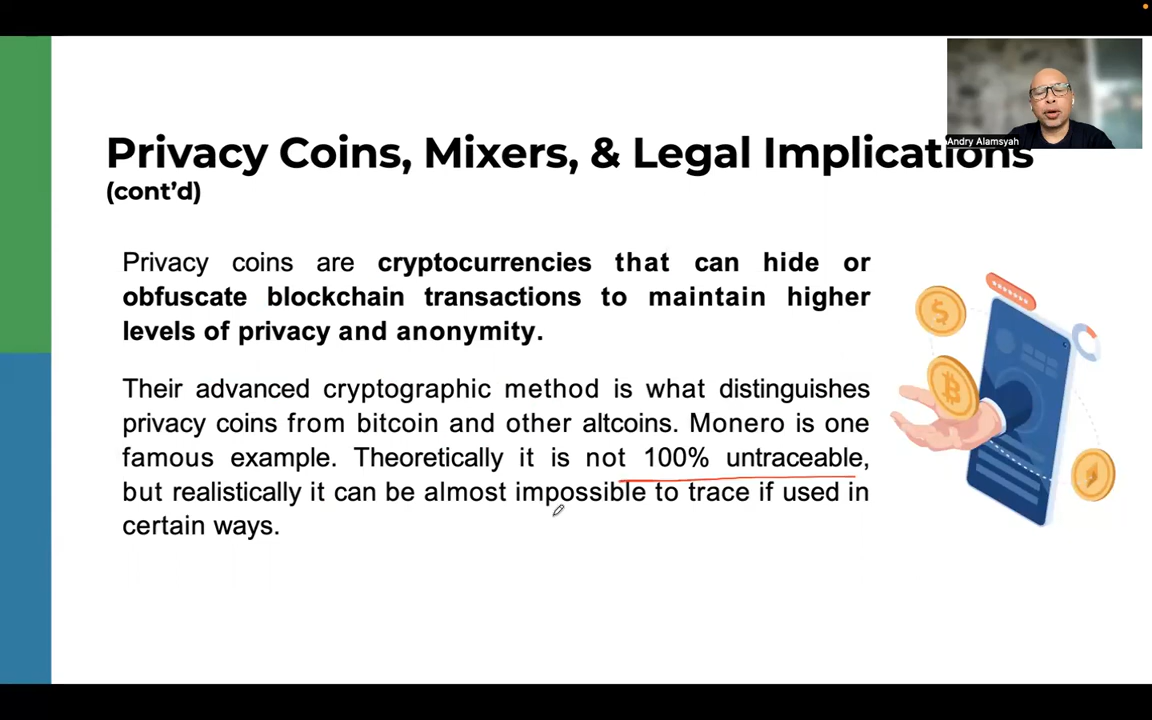 Andry Alamsyah
Privacy Coins, Mixers, & Legal Implications
(cont'd)
Privacy coins are cryptocurrencies that can hide or
obfuscate blockchain transactions to maintain higher
levels of privacy and anonymity.
Their advanced cryptographic method is what distinguishes
privacy coins from bitcoin and other altcoins. Monero is one
famous example. Theoretically it is not 100% untraceable,
but realistically it can be almost impossible to trace if used in
certain ways.